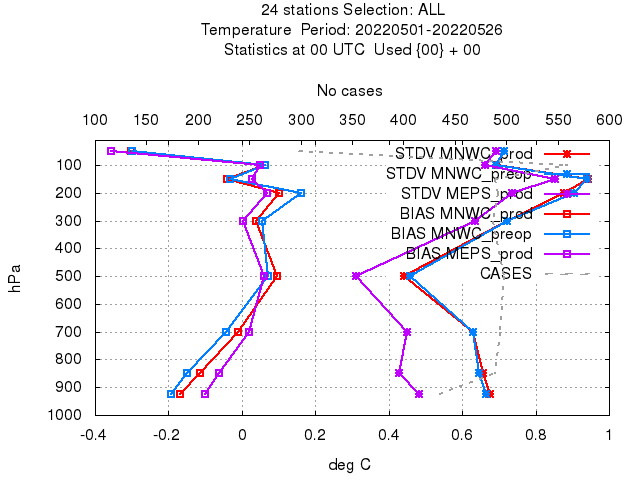 24 stations Selection: ALL
Temperature  Period: 20220501-20220526
Statistics at 00 UTC  Used {00} + 00
No cases
100 150 200 250 300 350 400 450 500 550 600
STDV MNWC_prod
STDV MNWC_preop
STDV MEPS_prod
BIAS MNWC_prod
BIAS MNWC_preop
BIAS MEPS_prod
CASES
100
200
300
400
500
600
700
800
900
1000
hPa
-0.4 -0.2 0 0.2 0.4 0.6 0.8 1
deg C